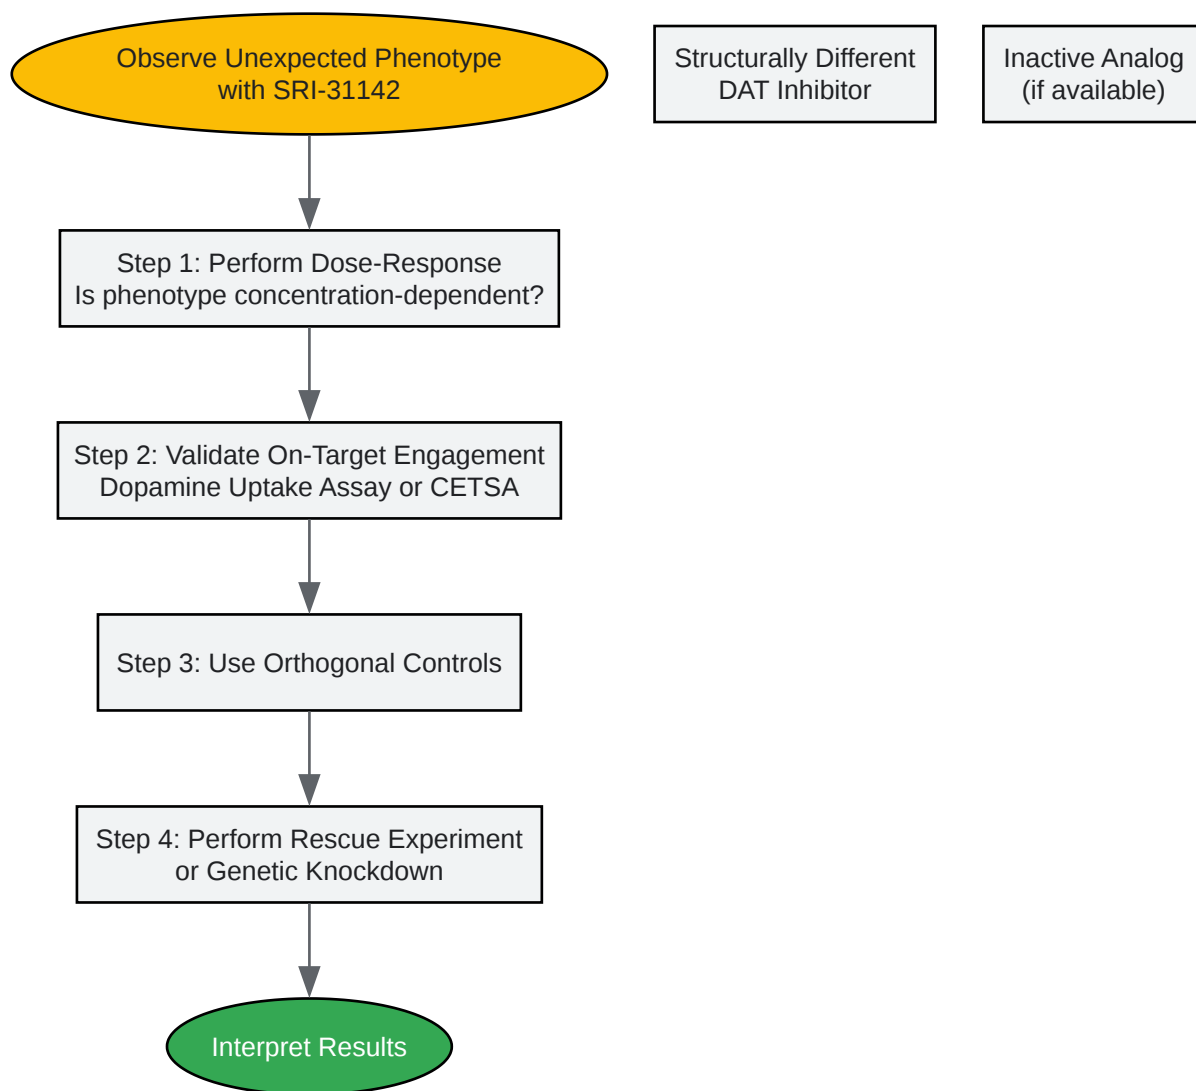 Observe Unexpected Phenotype
with SRI-31142
Structurally Different
DAT Inhibitor
Inactive Analog
(if available)
Step 1: Perform Dose-Response
Is phenotype concentration-dependent?
Step 2: Validate On-Target Engagement
Dopamine Uptake Assay or CETSA
Step 3: Use Orthogonal Controls
Step 4: Perform Rescue Experiment
or Genetic Knockdown
Interpret Results